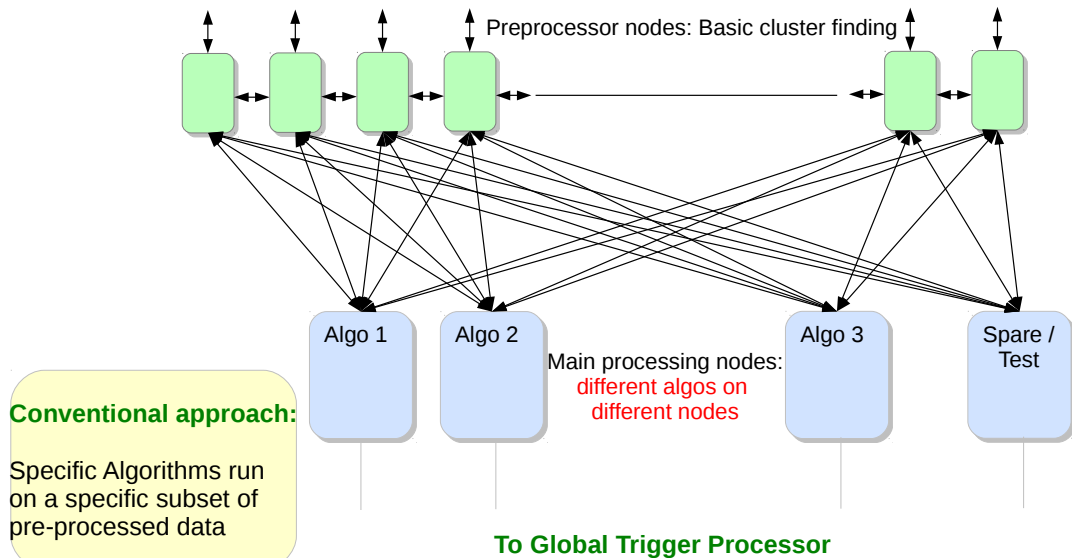 Preprocessor nodes: Basic cluster finding
Algo 1
Algo 2
Algo 3
Spare /
Test
Main processing nodes:
different algos on
different nodes
Conventional approach:
Specific Algorithms run
on a specific subset of
pre-processed data
To Global Trigger Processor